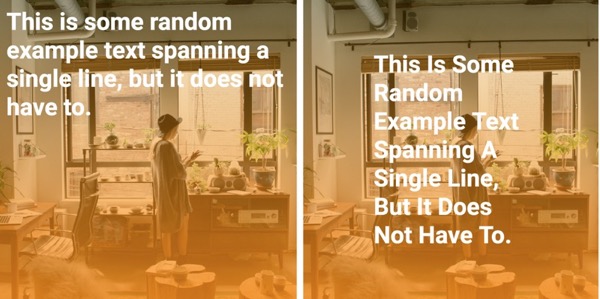 This is some random
example text spanning a
single line, but it does not
have to.
This Is Some
Random
Example Text
Spanning A
Single Line,
But It Does
Not Have To.